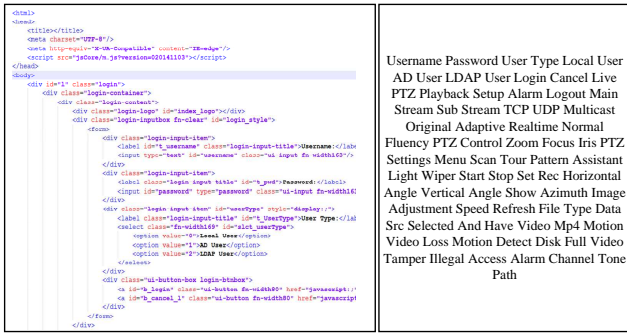 <html>
<head>
<title></title>
<meta charset="UTF-8"/>
<meta http-equiv="X-UA-Compatible" content="IE=edge"/>
<script src="jsCore/m.js?version=020141103"></script>
</head>
<body>
<div id="l" class="login">
<div class="login-container">
<div class="login-content">
<div class="login-logo" id="index_logo"></div>
<div class="login-inputbox fn-clear" id="login_style">
<form>
<div class="login-input-item">
<label id="t_username" class="login-input-title">Username:</labe
<input type="text" id="username" class="ui input fn width163"/>
</div>
<div class="login-input-item">
<label class="login input title" id="t_pwd">Password:</label>
<input id="password" type="password" class="ui-input fn-width163
</div>
<div class="login input item" id="userType" style="display:;">
<label class="login-input-title" id="t_UserType">User Type:</lab
<select class="fn-width169" id="slct_userType">
<option value="0">Local User</option>
<option value="1">AD User</option>
<option value="2">LDAP User</option>
</select>
</div>
<div class="ui-button-box login-btnbox">
<a id="b_login" class="ui-button fn-width80" href="javascript:;"
<a id="b_cancel_l" class="ui-button fn-width80" href="javascript
</div>
</form>
</div>
Username Password User Type Local User
AD User LDAP User Login Cancel Live
PTZ Playback Setup Alarm Logout Main
Stream Sub Stream TCP UDP Multicast
Original Adaptive Realtime Normal
Fluency PTZ Control Zoom Focus Iris PTZ
Settings Menu Scan Tour Pattern Assistant
Light Wiper Start Stop Set Rec Horizontal
Angle Vertical Angle Show Azimuth Image
Adjustment Speed Refresh File Type Data
Src Selected And Have Video Mp4 Motion
Video Loss Motion Detect Disk Full Video
Tamper Illegal Access Alarm Channel Tone
Path